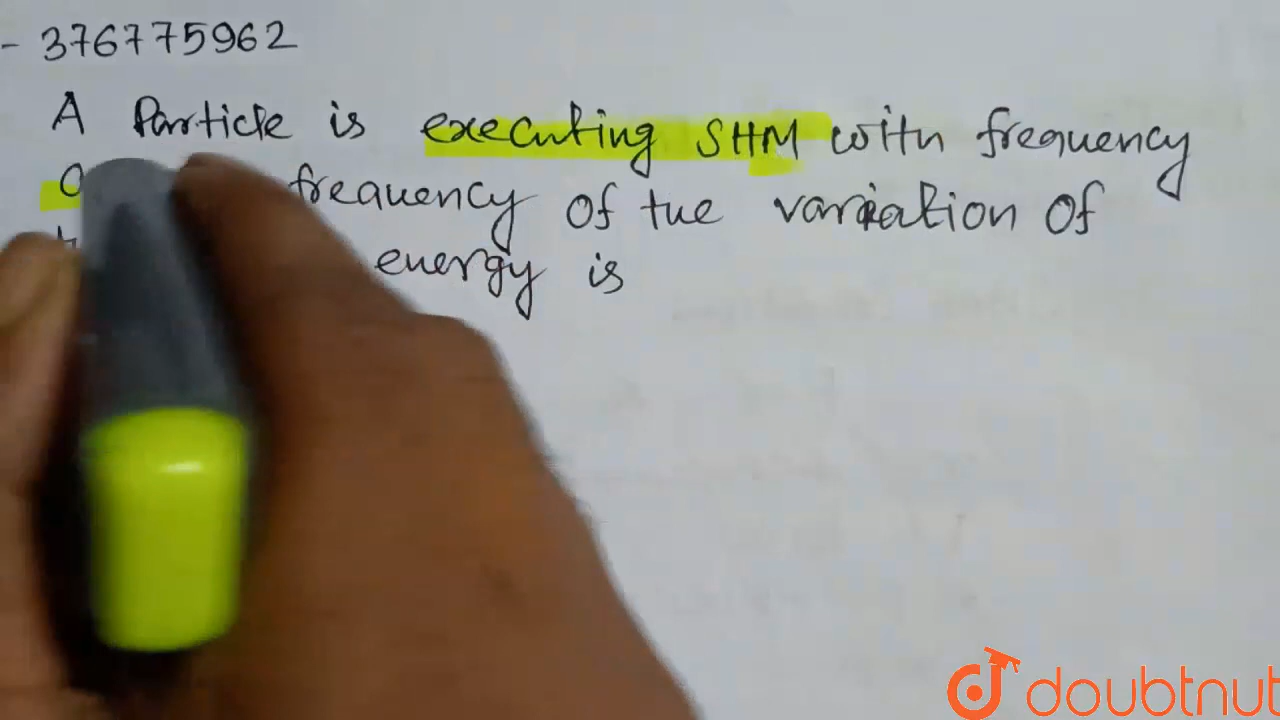 - 376775962
A Particle is executing SHM with frequency
frequency of the variation of
energy is
doubtnut